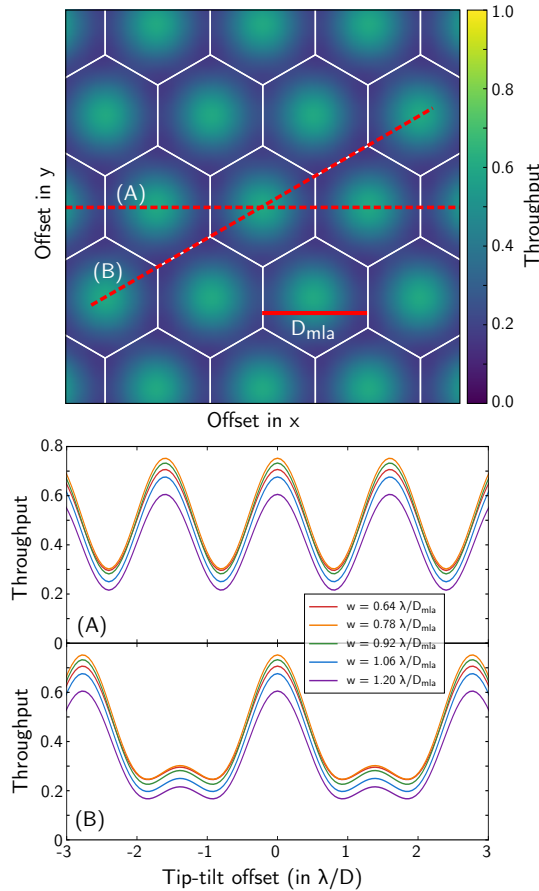 1.0
0.8
0.6
0.4
0.2
0.0
Throughput
Offset in y
(A)
(B)
D_mla
Offset in x
0.8
0.6
0.4
0.2
0
Throughput
(A)
w = 0.64 λ/D_mla
w = 0.78 λ/D_mla
w = 0.92 λ/D_mla
w = 1.06 λ/D_mla
w = 1.20 λ/D_mla
0.6
0.4
0.2
0
Throughput
(B)
-3 -2 -1 0 1 2 3
Tip-tilt offset (in λ/D)